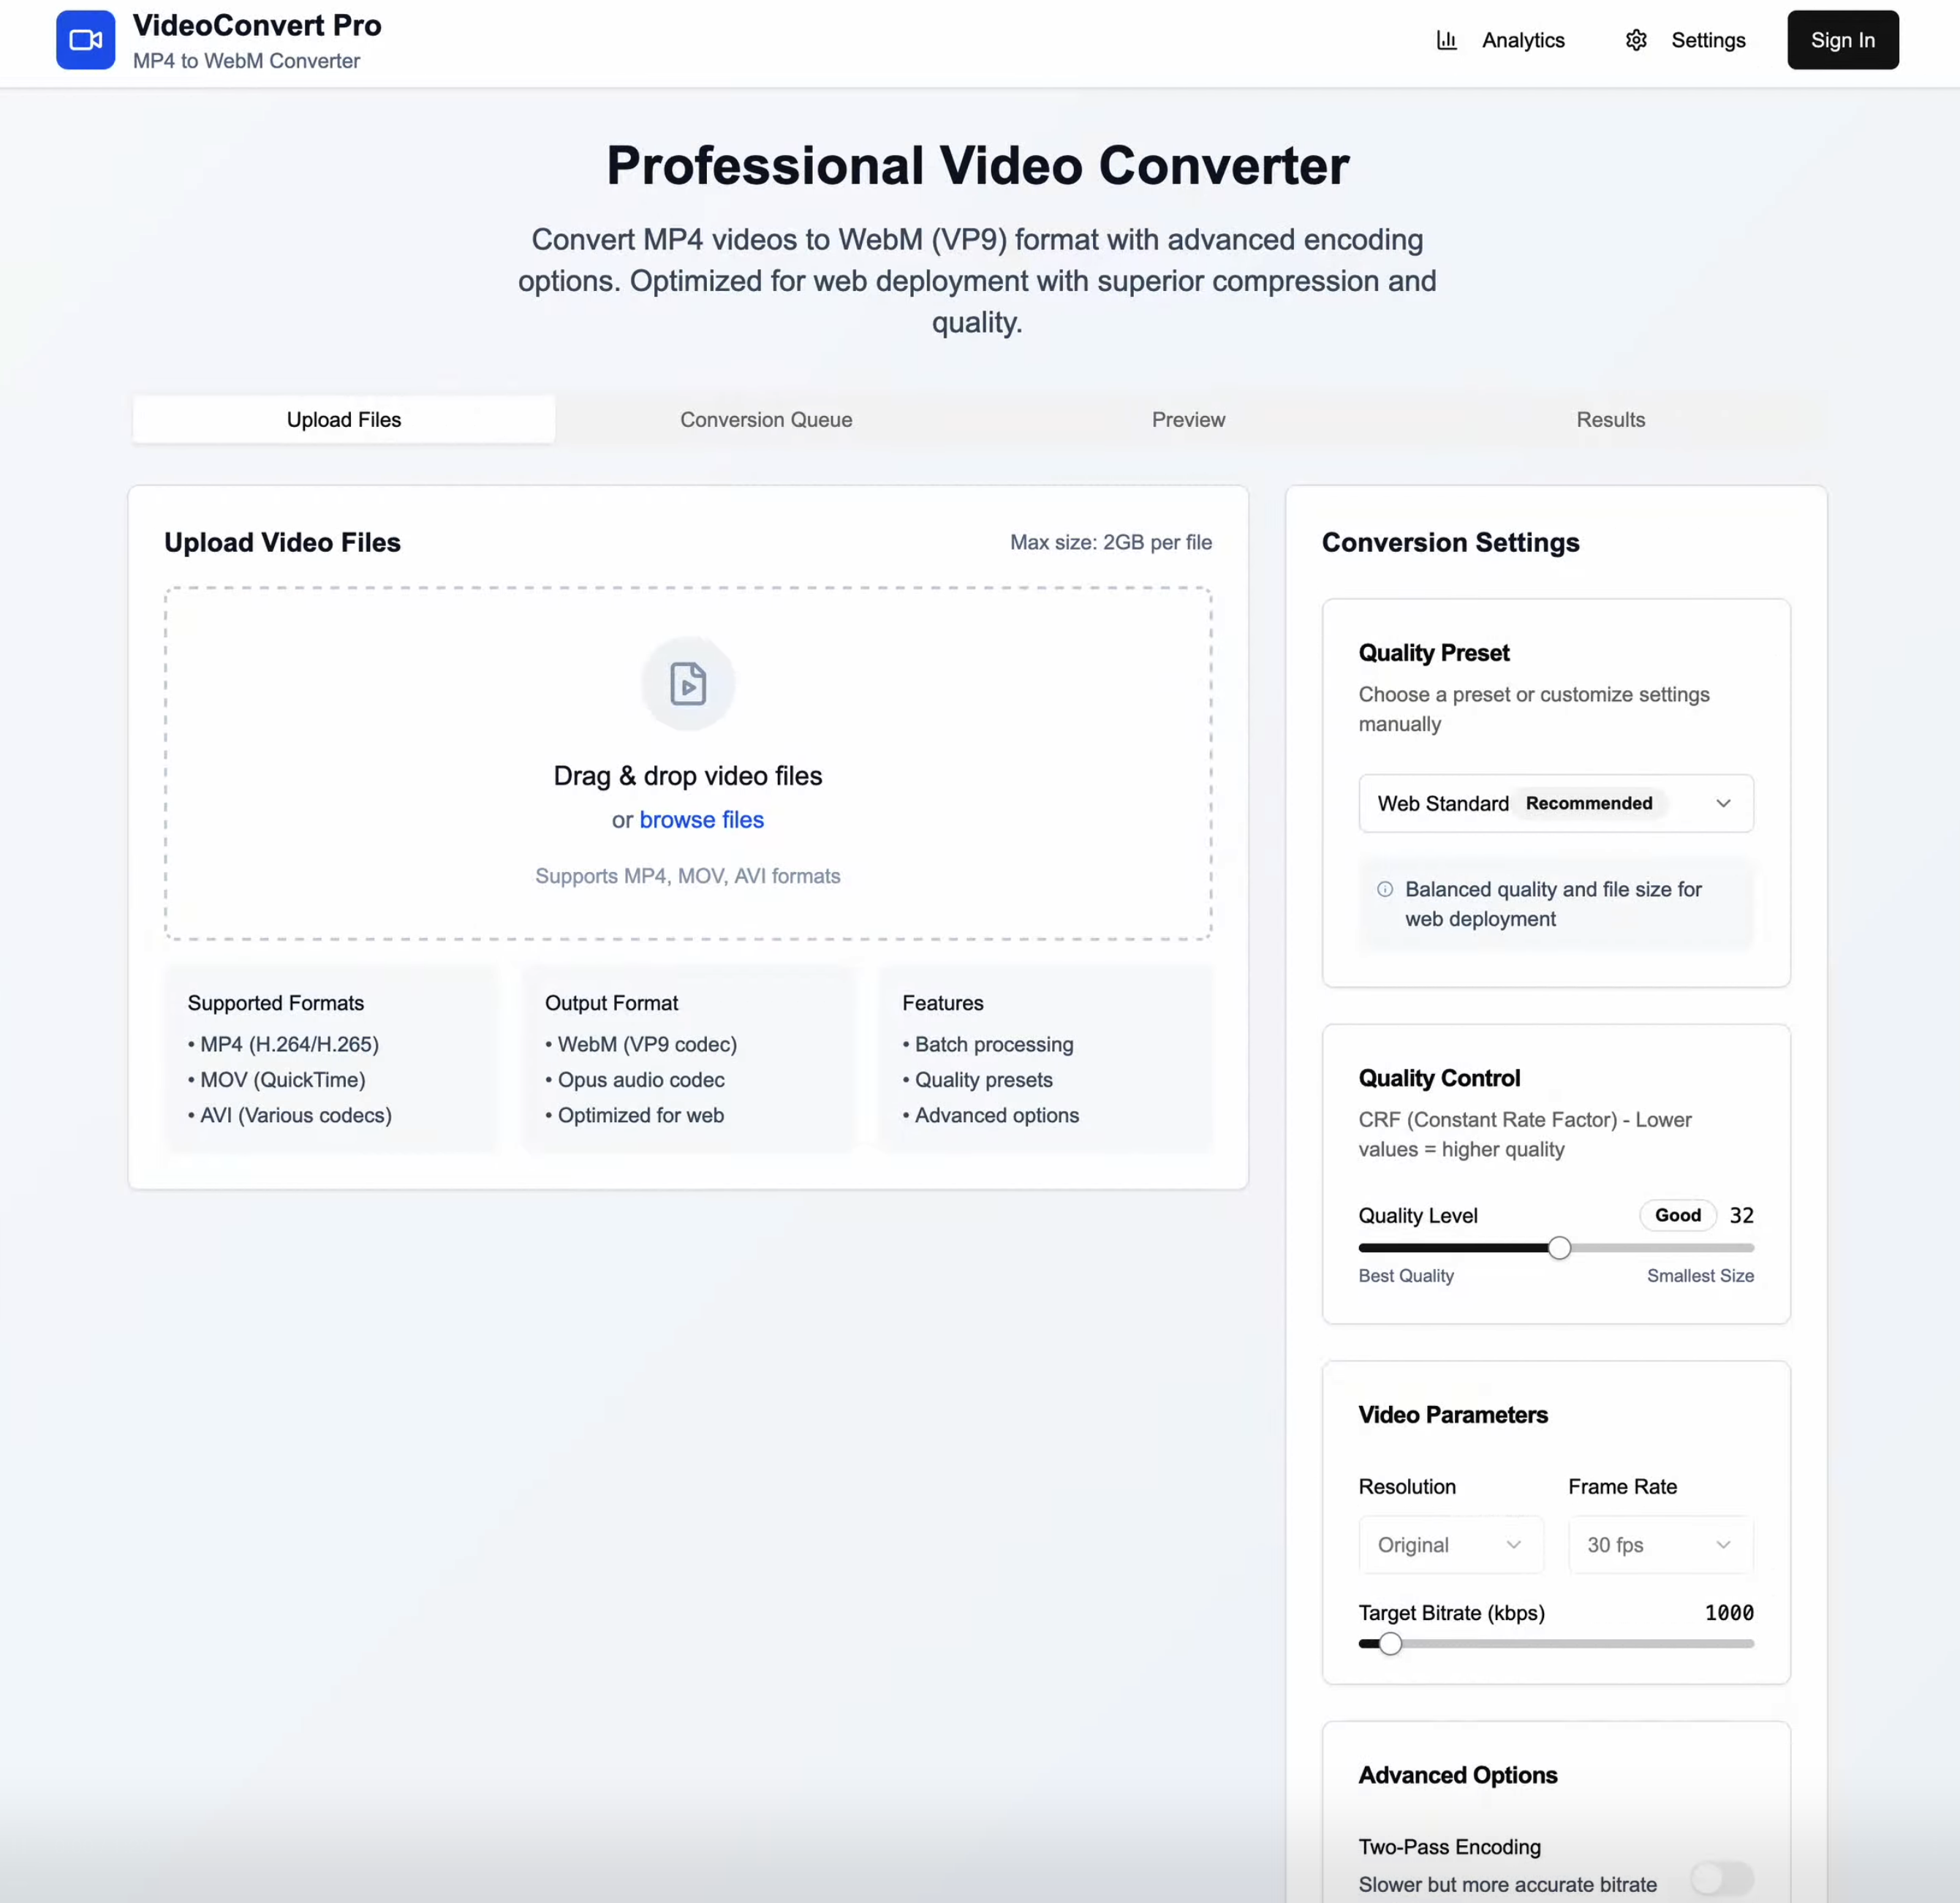 VideoConvert Pro
MP4 to WebM Converter
Analytics
Settings
Sign In
Professional Video Converter
Convert MP4 videos to WebM (VP9) format with advanced encoding
options. Optimized for web deployment with superior compression and
quality.
Upload Files
Conversion Queue
Preview
Results
Upload Video Files
Max size: 2GB per file
Drag & drop video files
or browse files
Supports MP4, MOV, AVI formats
Supported Formats
• MP4 (H.264/H.265)
• MOV (QuickTime)
• AVI (Various codecs)
Output Format
• WebM (VP9 codec)
• Opus audio codec
• Optimized for web
Features
• Batch processing
• Quality presets
• Advanced options
Conversion Settings
Quality Preset
Choose a preset or customize settings
manually
Web Standard Recommended
Balanced quality and file size for
web deployment
Quality Control
CRF (Constant Rate Factor) - Lower
values = higher quality
Quality Level
Good 32
Best Quality
Smallest Size
Video Parameters
Resolution
Frame Rate
Original
30 fps
Target Bitrate (kbps)
1000
Advanced Options
Two-Pass Encoding
Slower but more accurate bitrate